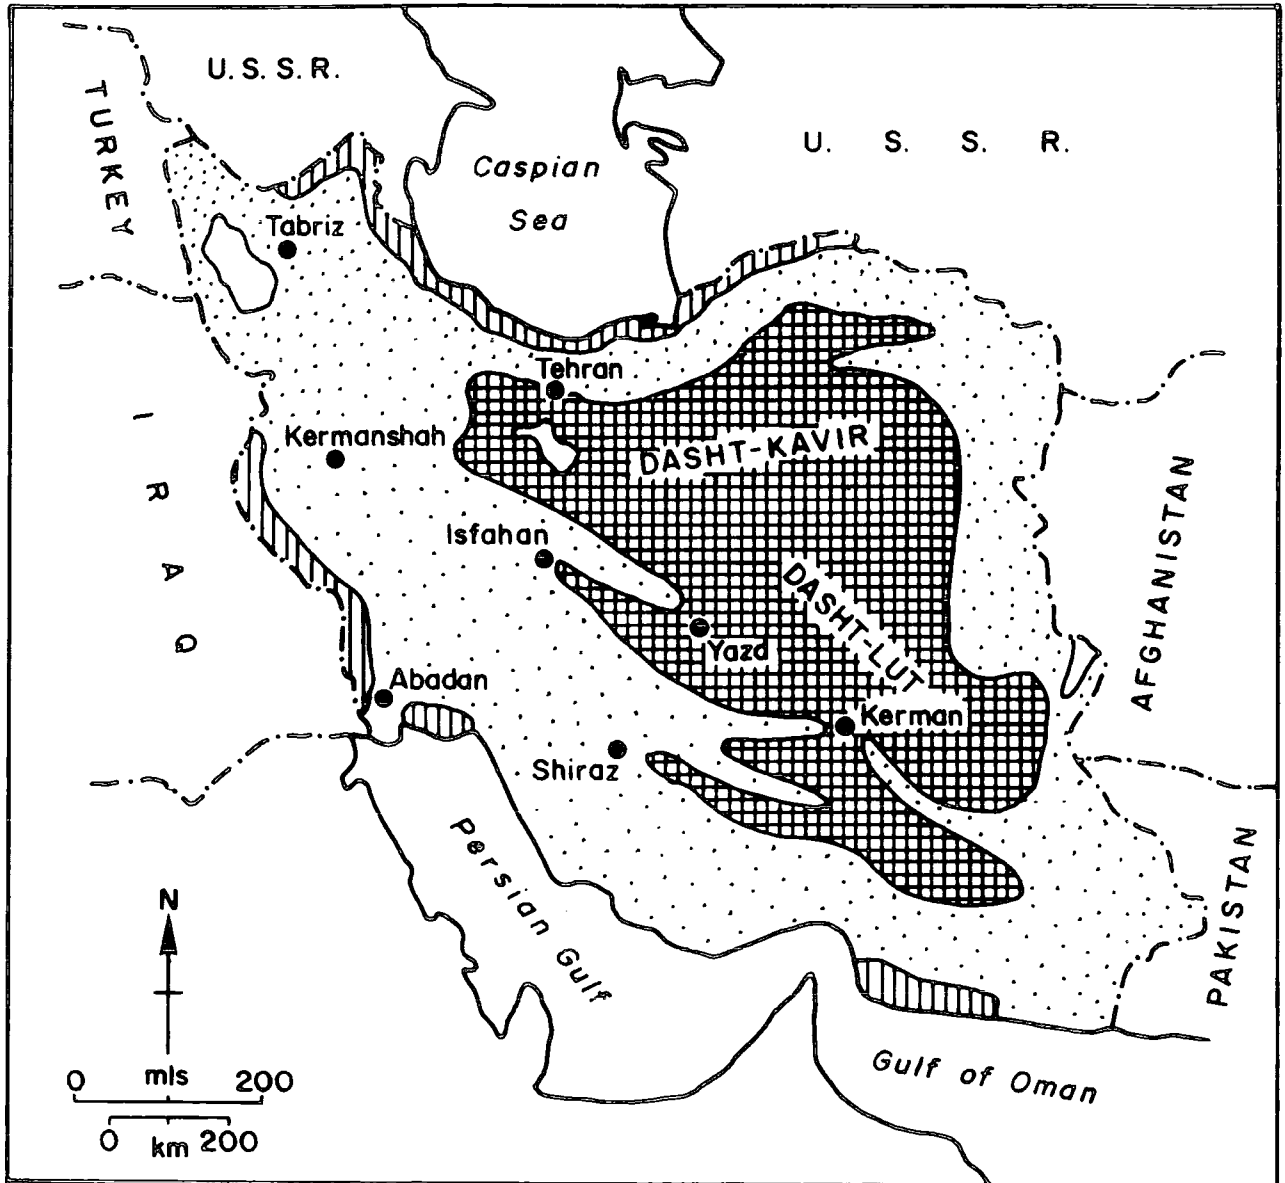 U. S. S. R.
TURKEY
Caspian
Sea
U. S. S. R.
Tabriz
Tehran
IRAQ
Kermanshah
DASHT-KAVIR
Isfahan
AFGHANISTAN
DASHT-LUT
Yazd
Abadan
Kerman
Shiraz
Persian Gulf
PAKISTAN
N
Gulf of Oman
0 mls 200
0 km 200